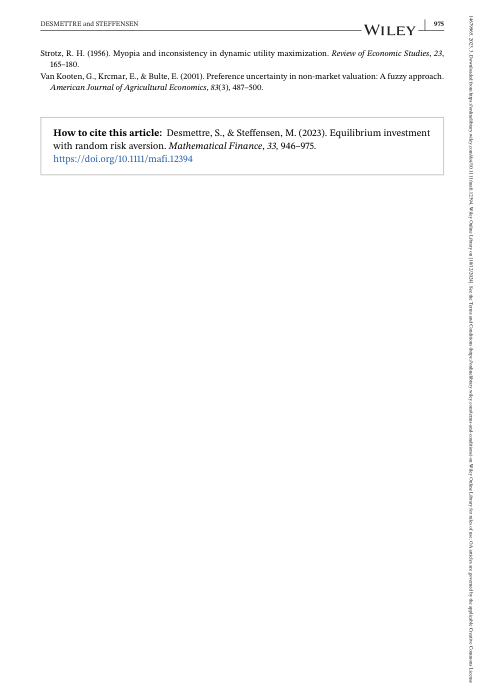 DESMETTRE and STEFFENSEN
WILEY
975
Strotz, R. H. (1956). Myopia and inconsistency in dynamic utility maximization. Review of Economic Studies, 23,
165–180.
Van Kooten, G., Krcmar, E., & Bulte, E. (2001). Preference uncertainty in non-market valuation: A fuzzy approach.
American Journal of Agricultural Economics, 83(3), 487–500.
How to cite this article: Desmettre, S., & Steffensen, M. (2023). Equilibrium investment
with random risk aversion. Mathematical Finance, 33, 946–975.
https://doi.org/10.1111/mafi.12394
14679965, 2023, 3, Downloaded from https://onlinelibrary.wiley.com/doi/10.1111/mafi.12394, Wiley Online Library on [10/12/2024]. See the Terms and Conditions (https://onlinelibrary.wiley.com/terms-and-conditions) on Wiley Online Library for rules of use; OA articles are governed by the applicable Creative Commons License